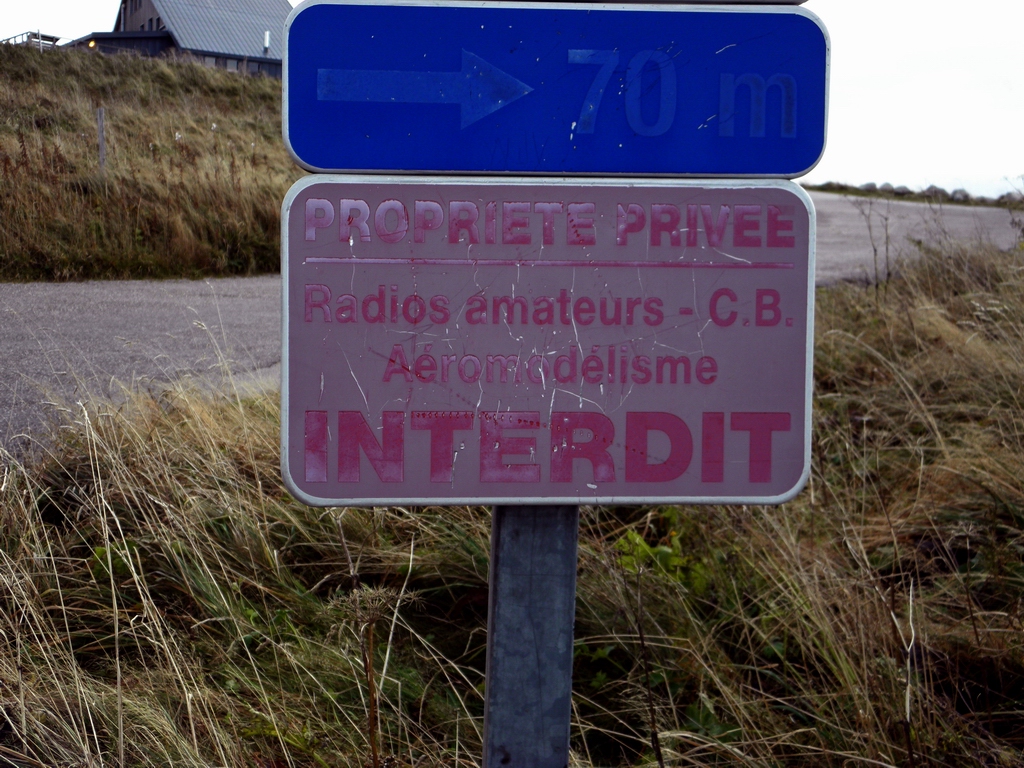 70 m
PROPRIETE PRIVEE
Radios amateurs - C.B.
Aéromodélisme
INTERDIT